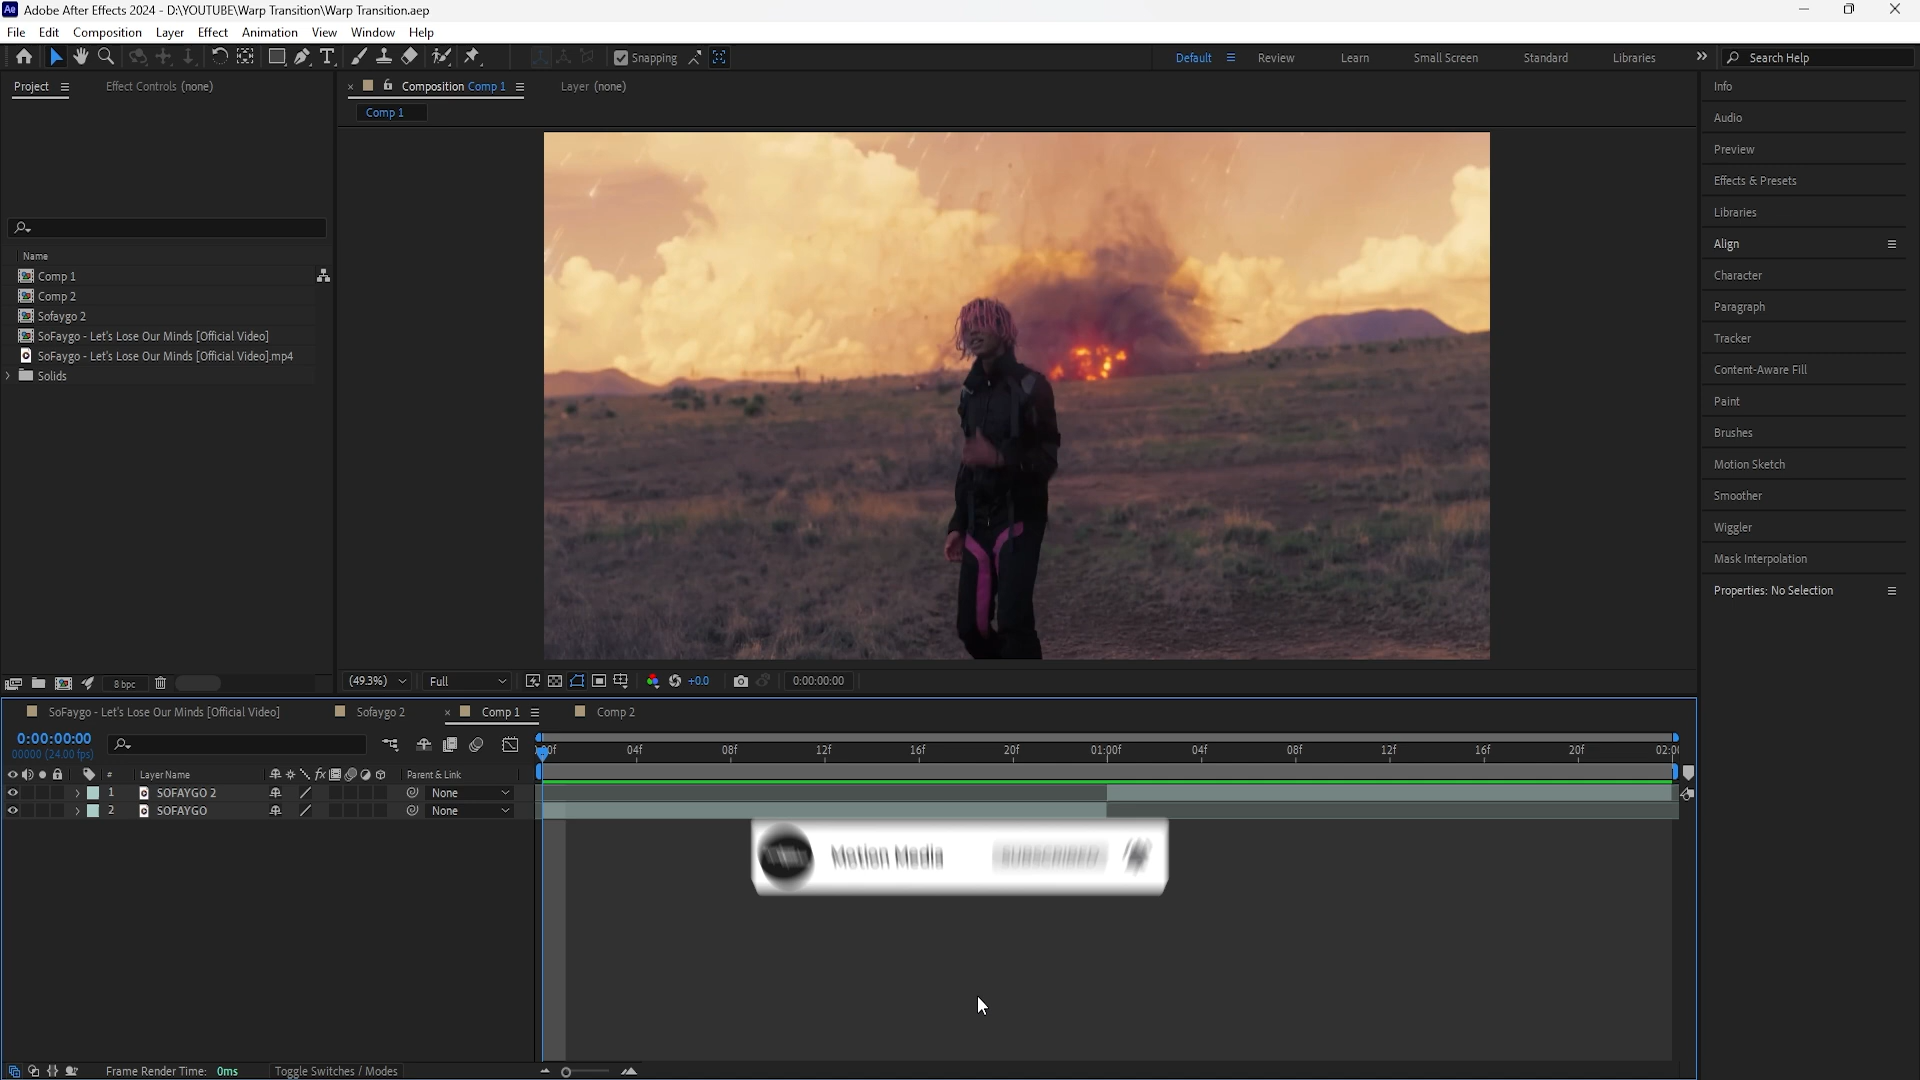 Adobe After Effects 2024 - D:\YOUTUBE\Warp Transition\Warp Transition.aep
File Edit Composition Layer Effect Animation View Window Help
Snapping
Default Review Learn Small Screen Standard Libraries Search Help
Project Effect Controls (none)
Composition Comp 1 Layer (none)
Comp 1
Name
Comp 1
Comp 2
Sofaygo 2
SoFaygo - Let's Lose Our Minds [Official Video]
SoFaygo - Let's Lose Our Minds [Official Video].mp4
Solids
8 bpc
(49.3%) Full +0.0 0:00:00:00
Info
Audio
Preview
Effects & Presets
Libraries
Align
Character
Paragraph
Tracker
Content-Aware Fill
Paint
Brushes
Motion Sketch
Smoother
Wiggler
Mask Interpolation
Properties: No Selection
SoFaygo - Let's Lose Our Minds [Official Video] Sofaygo 2 Comp 1 Comp 2
0:00:00:00
00000 (24.00 fps)
04f 08f 12f 16f 20f 01:00f 04f 08f 12f 16f 20f 02:0
# Layer Name fx Parent & Link
1 SOFAYGO 2 None
2 SOFAYGO None
Motion Media
Frame Render Time: 0ms Toggle Switches / Modes